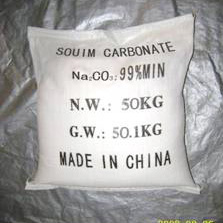 SOUIM CARBONATE
Na₂CO₃: 99%MIN
N.W.: 50KG
G.W.: 50.1KG
MADE IN CHINA